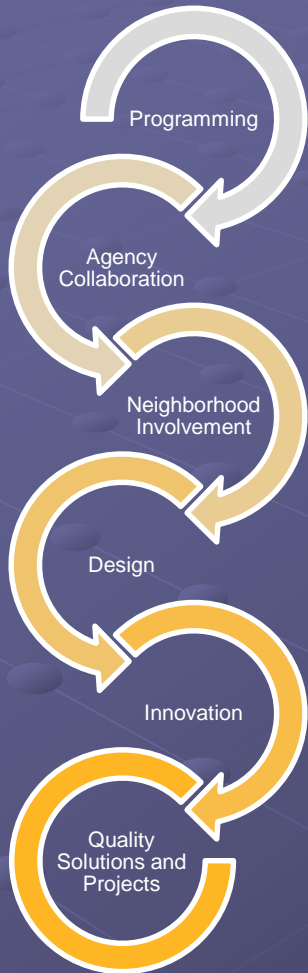 Programming
Agency
Collaboration
Neighborhood
Involvement
Design
Innovation
Quality
Solutions and
Projects